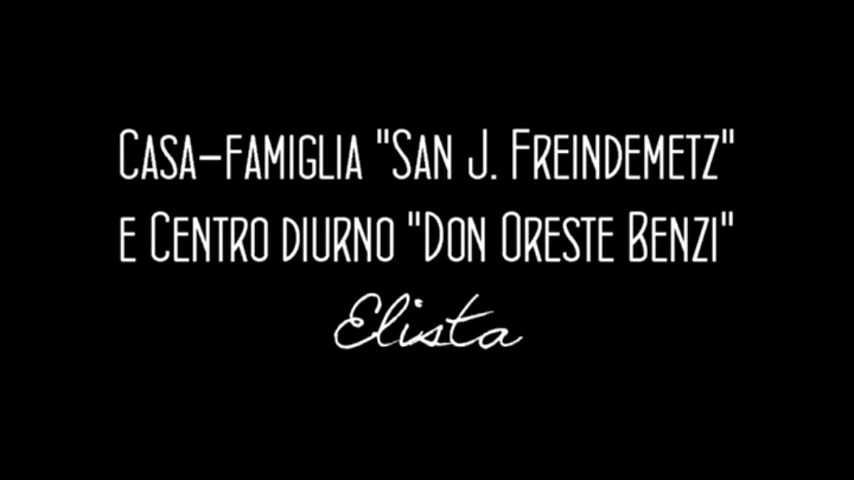 Casa-famiglia "San J. Freindemetz"
e Centro diurno "Don Oreste Benzi"
Elista